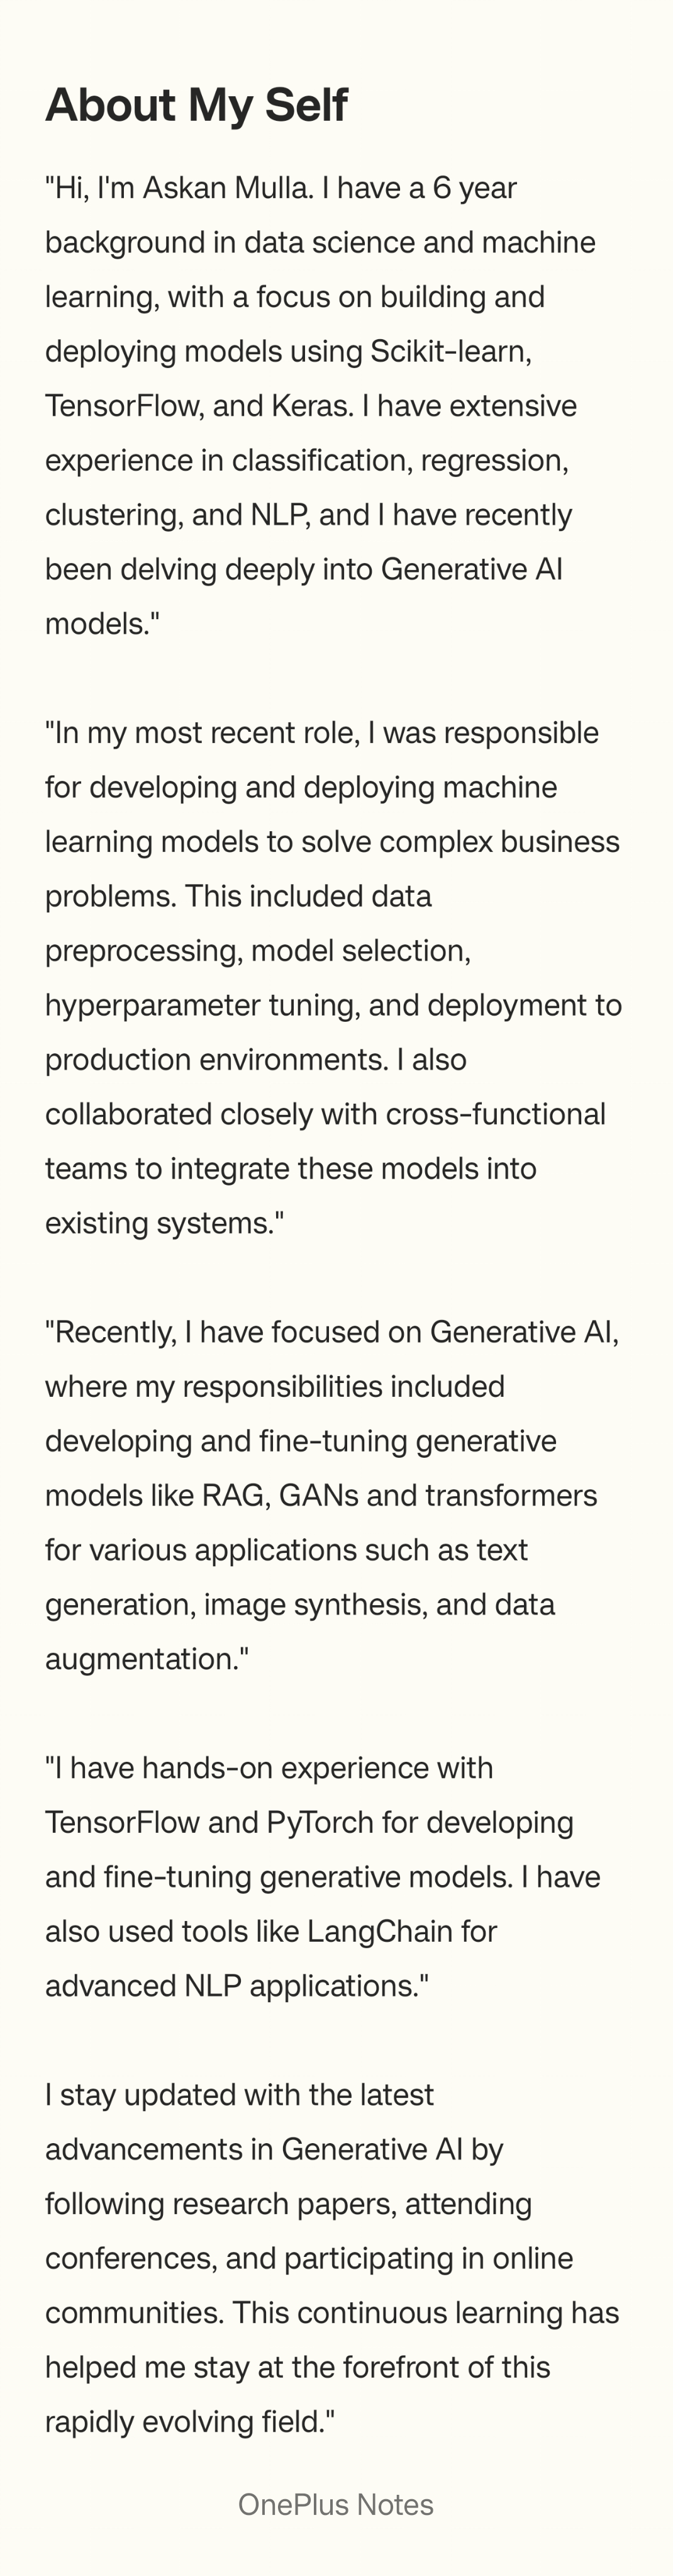 About My Self
"Hi, I'm Askan Mulla. I have a 6 year
background in data science and machine
learning, with a focus on building and
deploying models using Scikit-learn,
TensorFlow, and Keras. I have extensive
experience in classification, regression,
clustering, and NLP, and I have recently
been delving deeply into Generative AI
models."
"In my most recent role, I was responsible
for developing and deploying machine
learning models to solve complex business
problems. This included data
preprocessing, model selection,
hyperparameter tuning, and deployment to
production environments. I also
collaborated closely with cross-functional
teams to integrate these models into
existing systems."
"Recently, I have focused on Generative AI,
where my responsibilities included
developing and fine-tuning generative
models like RAG, GANs and transformers
for various applications such as text
generation, image synthesis, and data
augmentation."
"I have hands-on experience with
TensorFlow and PyTorch for developing
and fine-tuning generative models. I have
also used tools like LangChain for
advanced NLP applications."
I stay updated with the latest
advancements in Generative AI by
following research papers, attending
conferences, and participating in online
communities. This continuous learning has
helped me stay at the forefront of this
rapidly evolving field."
OnePlus Notes